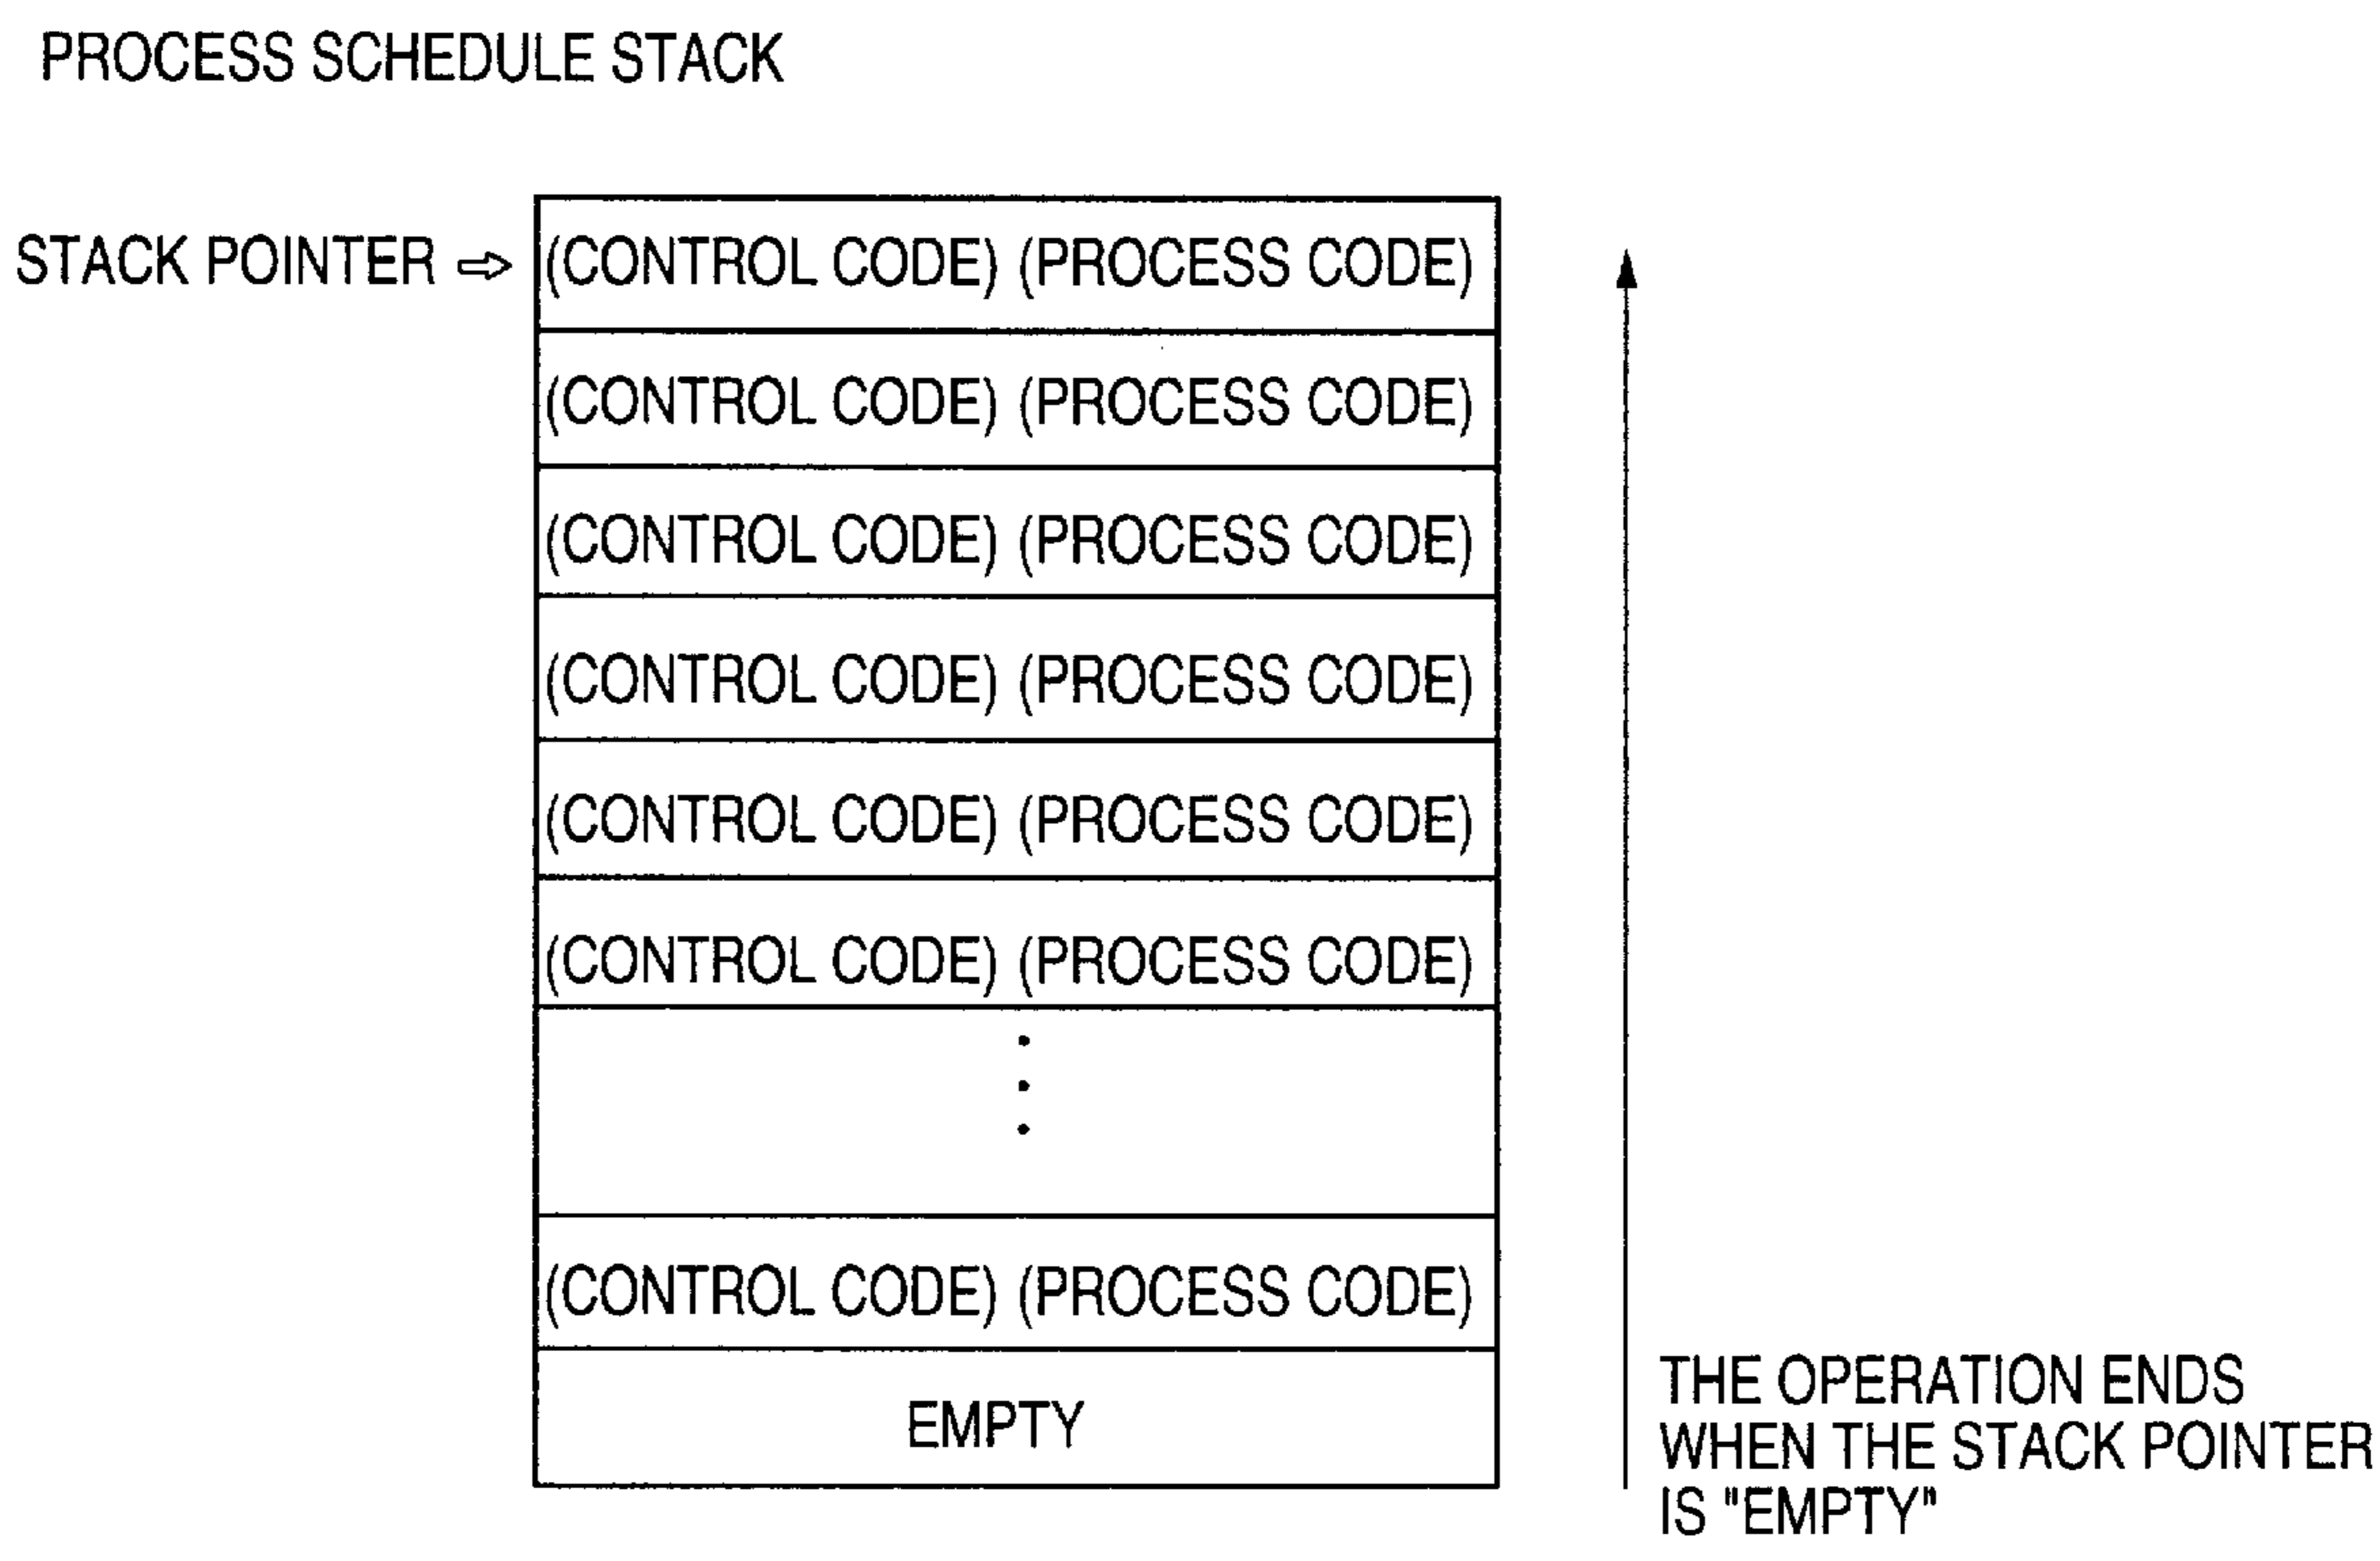 PROCESS SCHEDULE STACK
STACK POINTER ⇨ (CONTROL CODE) (PROCESS CODE)
(CONTROL CODE) (PROCESS CODE)
(CONTROL CODE) (PROCESS CODE)
(CONTROL CODE) (PROCESS CODE)
(CONTROL CODE) (PROCESS CODE)
(CONTROL CODE) (PROCESS CODE)
(CONTROL CODE) (PROCESS CODE)
EMPTY
THE OPERATION ENDS
WHEN THE STACK POINTER
IS "EMPTY"